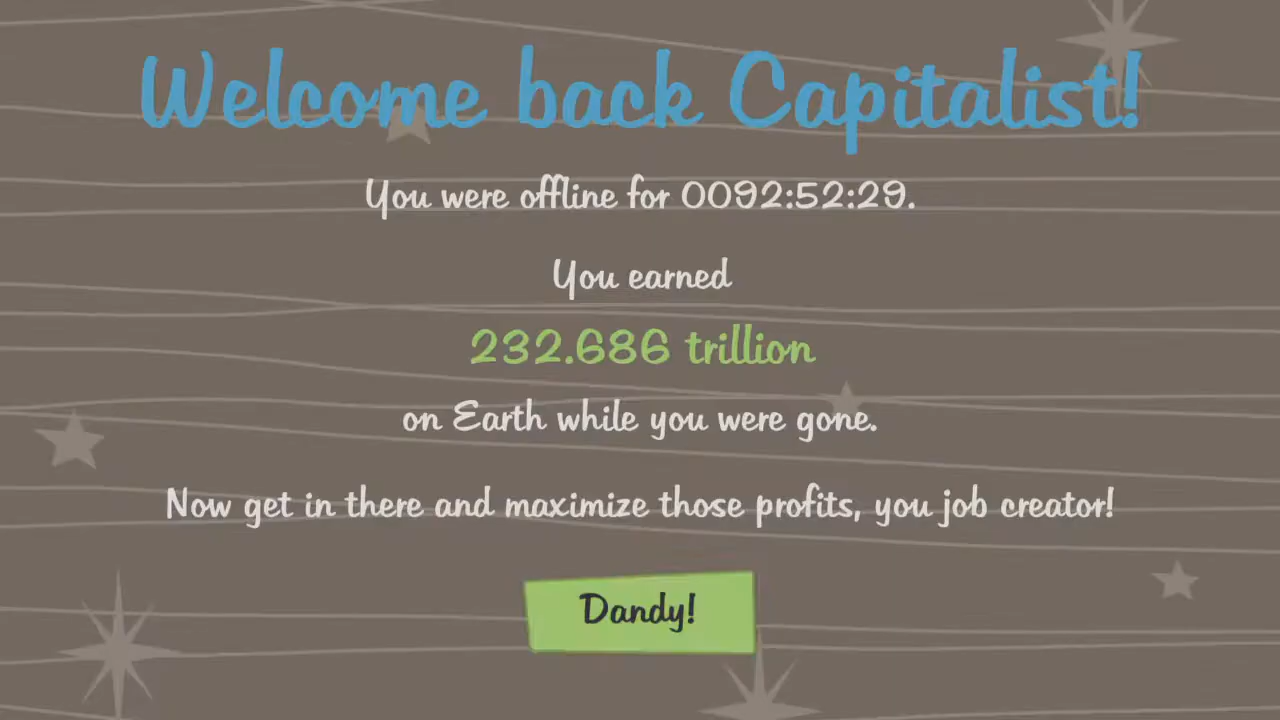 Welcome back Capitalist!
You were offline for 0092:52:29.
You earned
232.686 trillion
on Earth while you were gone.
Now get in there and maximize those profits, you job creator!
Dandy!